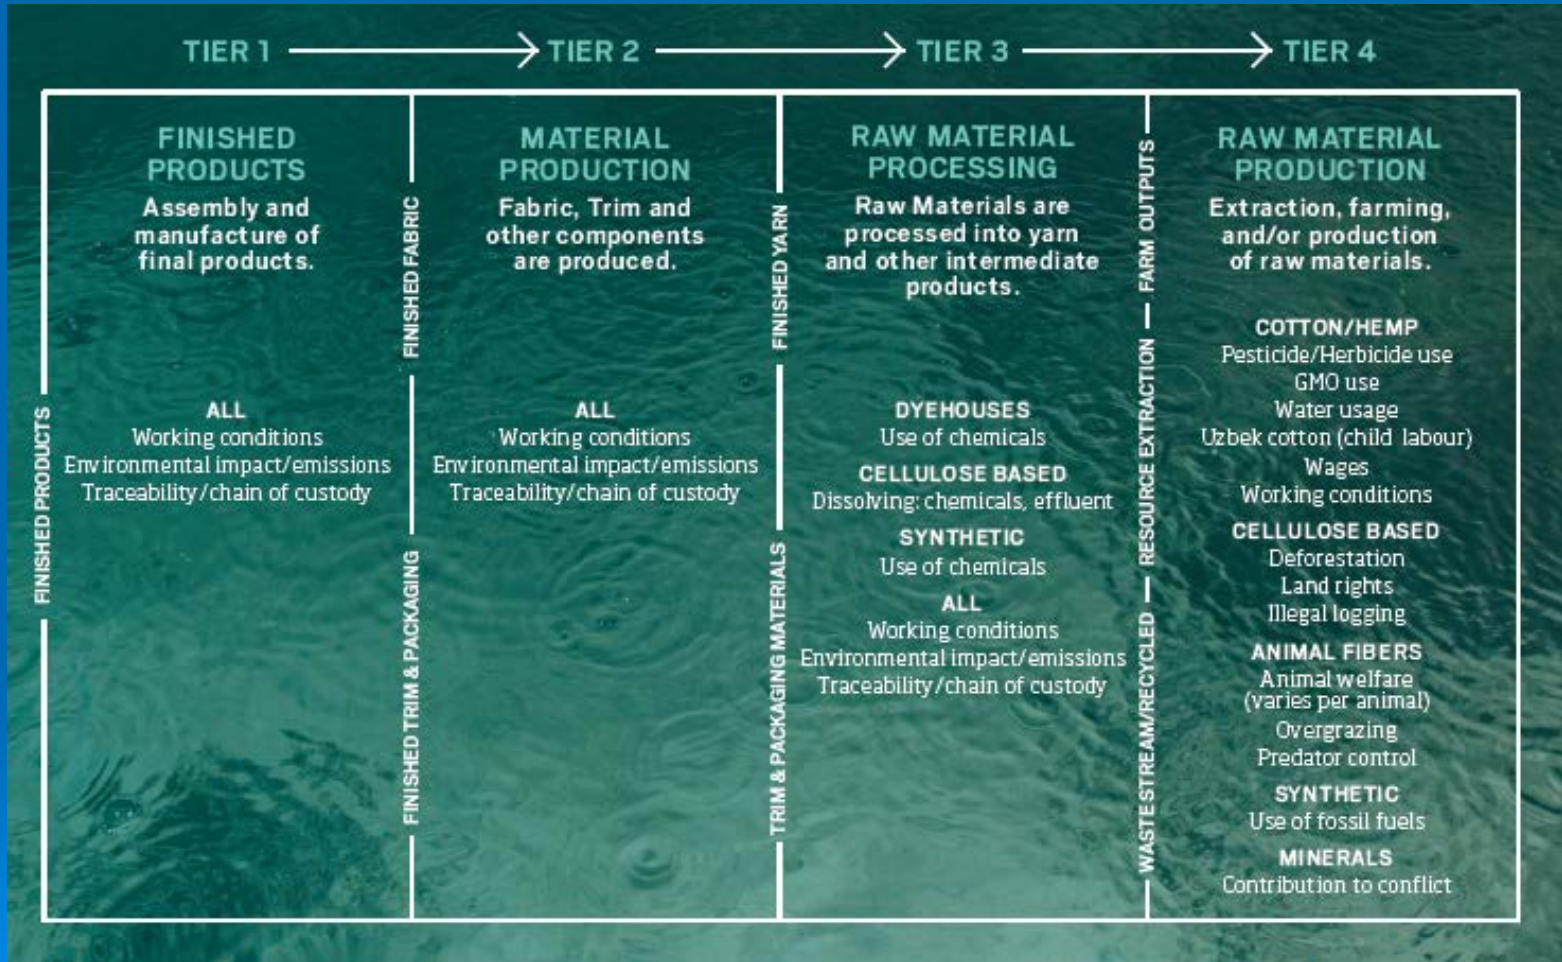 TIER 1
TIER 2
TIER 3
TIER 4
FINISHED PRODUCTS
FINISHED
PRODUCTS
Assembly and
manufacture of
final products.
ALL
Working conditions
Environmental impact/emissions
Traceability/chain of custody
FINISHED FABRIC
FINISHED TRIM & PACKAGING
MATERIAL
PRODUCTION
Fabric, Trim and
other components
are produced.
ALL
Working conditions
Environmental impact/emissions
Traceability/chain of custody
FINISHED YARN
TRIM & PACKAGING MATERIALS
RAW MATERIAL
PROCESSING
Raw Materials are
processed into yarn
and other intermediate
products.
DYEHOUSES
Use of chemicals
CELLULOSE BASED
Dissolving: chemicals, effluent
SYNTHETIC
Use of chemicals
ALL
Working conditions
Environmental impact/emissions
Traceability/chain of custody
FARM OUTPUTS
RESOURCE EXTRACTION
WASTESTREAM/RECYCLED
RAW MATERIAL
PRODUCTION
Extraction, farming,
and/or production
of raw materials.
COTTON/HEMP
Pesticide/Herbicide use
GMO use
Water usage
Uzbek cotton (child labour)
Wages
Working conditions
CELLULOSE BASED
Deforestation
Land rights
Illegal logging
ANIMAL FIBERS
Animal welfare
(varies per animal)
Overgrazing
Predator control
SYNTHETIC
Use of fossil fuels
MINERALS
Contribution to conflict